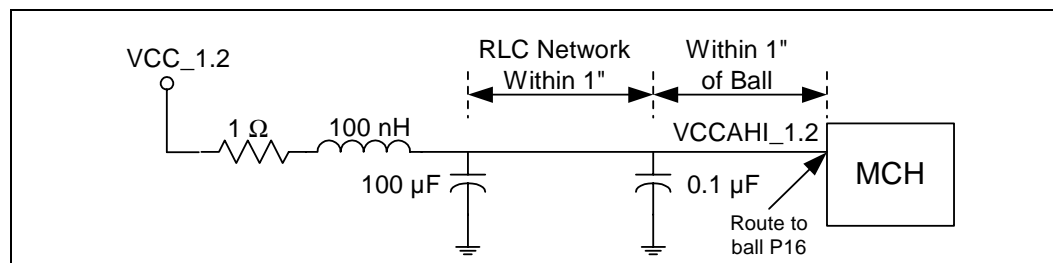 VCC_1.2
1 Ω
100 nH
RLC Network
Within 1"
Within 1"
of Ball
VCCAHI_1.2
100 µF
0.1 µF
MCH
Route to
ball P16